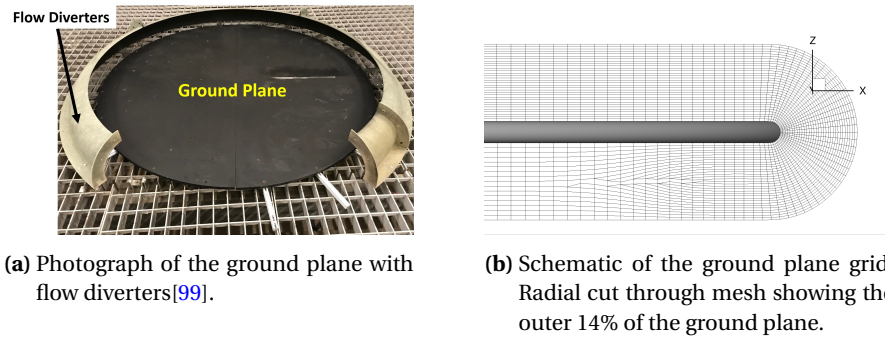 Flow Diverters
Ground Plane
Z
X
(a) Photograph of the ground plane with
flow diverters[99].
(b) Schematic of the ground plane grid
Radial cut through mesh showing the
outer 14% of the ground plane.